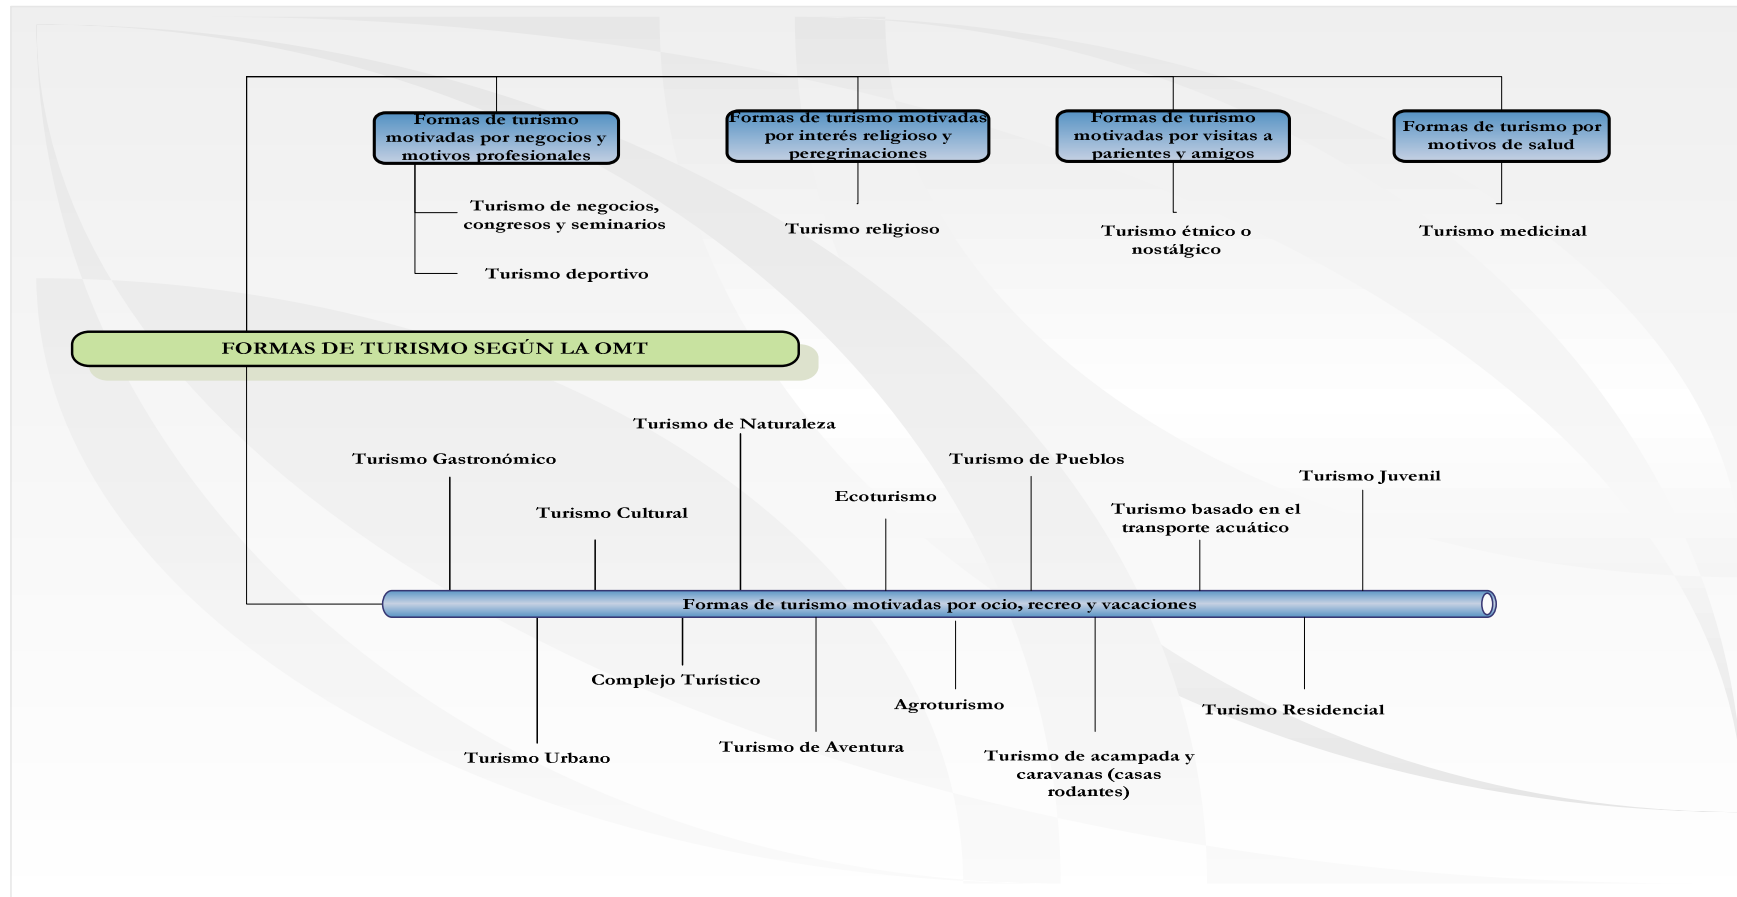 Formas de turismo
motivadas por negocios y
motivos profesionales
Formas de turismo motivadas
por interés religioso y
peregrinaciones
Formas de turismo
motivadas por visitas a
parientes y amigos
Formas de turismo por
motivos de salud
Turismo de negocios,
congresos y seminarios
Turismo deportivo
Turismo religioso
Turismo étnico o
nostálgico
Turismo medicinal
FORMAS DE TURISMO SEGÚN LA OMT
Turismo Gastronómico
Turismo Cultural
Turismo de Naturaleza
Ecoturismo
Turismo de Pueblos
Turismo basado en el
transporte acuático
Turismo Juvenil
Formas de turismo motivadas por ocio, recreo y vacaciones
Turismo Urbano
Complejo Turístico
Turismo de Aventura
Agroturismo
Turismo de acampada y
caravanas (casas
rodantes)
Turismo Residencial